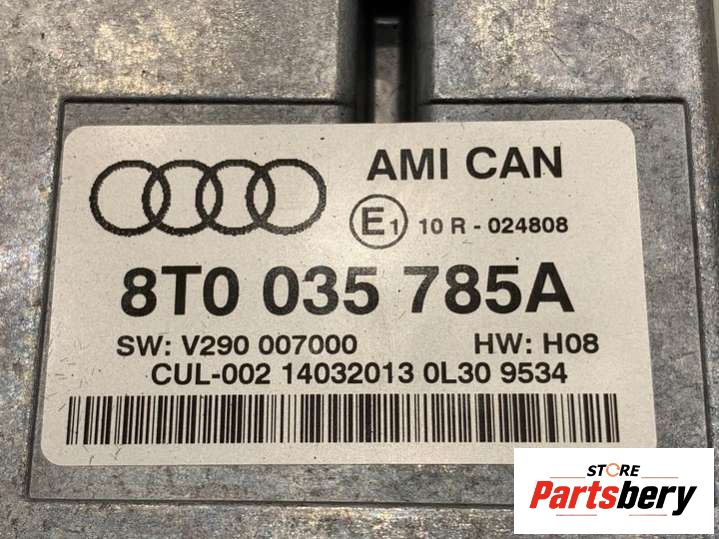 AMI CAN
E1 10 R - 024808
8T0 035 785A
SW: V290 007000 HW: H08
CUL-002 14032013 0L30 9534
STORE
Partsbery